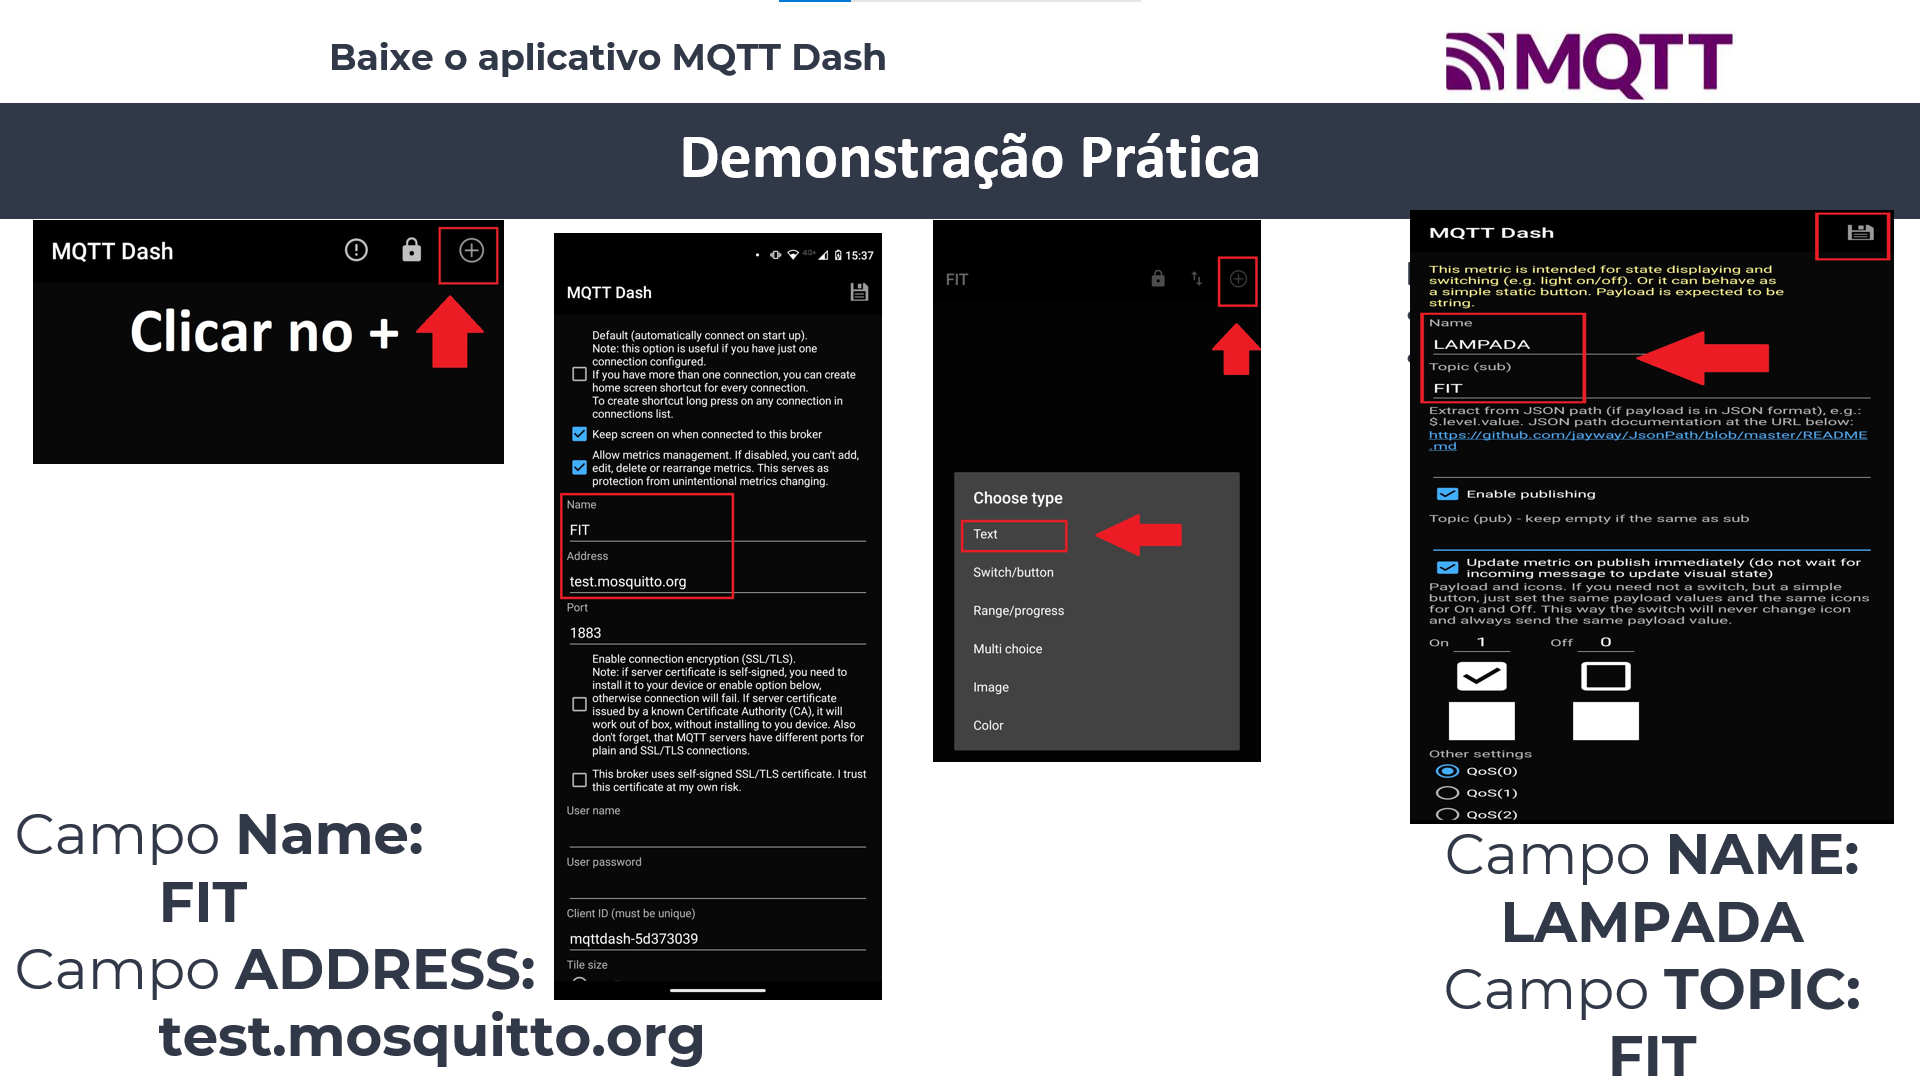 Baixe o aplicativo MQTT Dash
MQTT
Demonstração Prática
MQTT Dash
Clicar no +
15:37
MQTT Dash
Default (automatically connect on start up).
Note: this option is useful if you have just one
connection configured.
If you have more than one connection, you can create
home screen shortcut for every connection.
To create shortcut long press on any connection in
connections list.
Keep screen on when connected to this broker
Allow metrics management. If disabled, you can't add,
edit, delete or rearrange metrics. This serves as
protection from unintentional metrics changing.
Name
FIT
Address
test.mosquitto.org
Port
1883
Enable connection encryption (SSL/TLS).
Note: if server certificate is self-signed, you need to
install it to your device or enable option below,
otherwise connection will fail. If server certificate
issued by a known Certificate Authority (CA), it will
work out of box, without installing to you device. Also
don't forget, that MQTT servers have different ports for
plain and SSL/TLS connections.
This broker uses self-signed SSL/TLS certificate. I trust
this certificate at my own risk.
User name
User password
Client ID (must be unique)
mqttdash-5d373039
Tile size
FIT
Choose type
Text
Switch/button
Range/progress
Multi choice
Image
Color
MQTT Dash
This metric is intended for state displaying and
switching (e.g. light on/off). Or it can behave as
a simple static button. Payload is expected to be
string.
Name
LAMPADA
Topic (sub)
FIT
Extract from JSON path (if payload is in JSON format), e.g.:
$.level.value. JSON path documentation at the URL below:
https://github.com/jayway/JsonPath/blob/master/README
.md
Enable publishing
Topic (pub) - keep empty if the same as sub
Update metric on publish immediately (do not wait for
incoming message to update visual state)
Payload and icons. If you need not a switch, but a simple
button, just set the same payload values and the same icons
for On and Off. This way the switch will never change icon
and always send the same payload value.
On 1 Off 0
Other settings
QoS(0)
QoS(1)
QoS(2)
Campo Name:
FIT
Campo ADDRESS:
test.mosquitto.org
Campo NAME:
LAMPADA
Campo TOPIC:
FIT